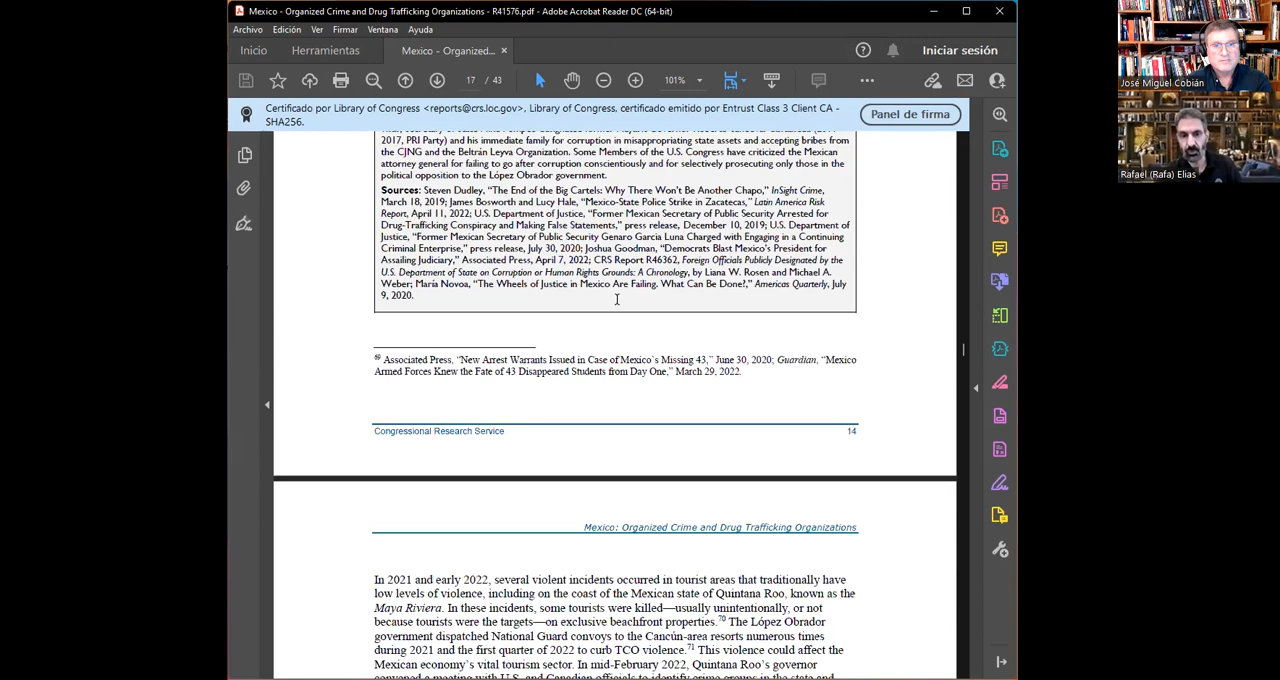 Mexico - Organized Crime and Drug Trafficking Organizations - R41576.pdf - Adobe Acrobat Reader DC (64-bit)
Archivo Edición Ver Firmar Ventana Ayuda
Inicio Herramientas Mexico - Organized... × Iniciar sesión
17 / 43 101%
Certificado por Library of Congress <reports@crs.loc.gov>, Library of Congress, certificado emitido por Entrust Class 3 Client CA -
SHA256.
Panel de firma
2017, PRI Party) and his immediate family for corruption in misappropriating state assets and accepting bribes from
the CJNG and the Beltrán Leyva Organization. Some Members of the U.S. Congress have criticized the Mexican
attorney general for failing to go after corruption conscientiously and for selectively prosecuting only those in the
political opposition to the López Obrador government.
Sources: Steven Dudley, “The End of the Big Cartels: Why There Won’t Be Another Chapo,” InSight Crime,
March 18, 2019; James Bosworth and Lucy Hale, “Mexico-State Police Strike in Zacatecas,” Latin America Risk
Report, April 11, 2022; U.S. Department of Justice, “Former Mexican Secretary of Public Security Arrested for
Drug-Trafficking Conspiracy and Making False Statements,” press release, December 10, 2019; U.S. Department of
Justice, “Former Mexican Secretary of Public Security Genaro Garcia Luna Charged with Engaging in a Continuing
Criminal Enterprise,” press release, July 30, 2020; Joshua Goodman, “Democrats Blast Mexico’s President for
Assailing Judiciary,” Associated Press, April 7, 2022; CRS Report R46362, Foreign Officials Publicly Designated by the
U.S. Department of State on Corruption or Human Rights Grounds: A Chronology, by Liana W. Rosen and Michael A.
Weber; María Novoa, “The Wheels of Justice in Mexico Are Failing. What Can Be Done?,” Americas Quarterly, July
9, 2020.
69 Associated Press, “New Arrest Warrants Issued in Case of Mexico’s Missing 43,” June 30, 2020; Guardian, “Mexico
Armed Forces Knew the Fate of 43 Disappeared Students from Day One,” March 29, 2022.
Congressional Research Service 14
Mexico: Organized Crime and Drug Trafficking Organizations
In 2021 and early 2022, several violent incidents occurred in tourist areas that traditionally have
low levels of violence, including on the coast of the Mexican state of Quintana Roo, known as the
Maya Riviera. In these incidents, some tourists were killed—usually unintentionally, or not
because tourists were the targets—on exclusive beachfront properties.70 The López Obrador
government dispatched National Guard convoys to the Cancún-area resorts numerous times
during 2021 and the first quarter of 2022 to curb TCO violence.71 This violence could affect the
Mexican economy’s vital tourism sector. In mid-February 2022, Quintana Roo’s governor
convened a meeting with U.S. and Canadian officials to identify crime groups in the state and
José Miguel Cobián
Rafael (Rafa) Elias